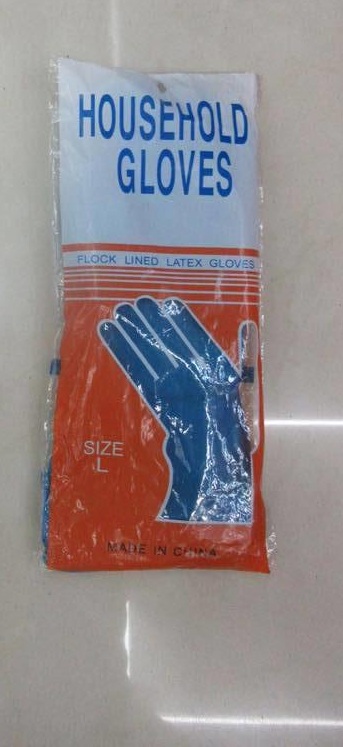 HOUSEHOLD
GLOVES
FLOCK LINED LATEX GLOVES
SIZE
L
MADE IN CHINA